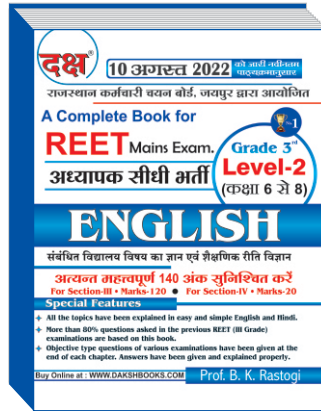 दक्ष®
10 अगस्त 2022 को जारी नवीनतम पाठ्यक्रमानुसार
राजस्थान कर्मचारी चयन बोर्ड, जयपुर द्वारा आयोजित
A Complete Book for
REET Mains Exam.
अध्यापक सीधी भर्ती
No 1
Grade 3rd
Level-2
(कक्षा 6 से 8)
ENGLISH
संबंधित विद्यालय विषय का ज्ञान एवं शैक्षणिक रीति विज्ञान
अत्यन्त महत्त्वपूर्ण 140 अंक सुनिश्चित करें
For Section-III • Marks-120 ● For Section-IV • Marks-20
Special Features
All the topics have been explained in easy and simple English and Hindi.
More than 80% questions asked in the previous REET (III Grade)
examinations are based on this book.
Objective type questions of various examinations have been given at the
end of each chapter. Answers have been given and explained properly.
Buy Online at : WWW.DAKSHBOOKS.COM
Prof. B. K. Rastogi